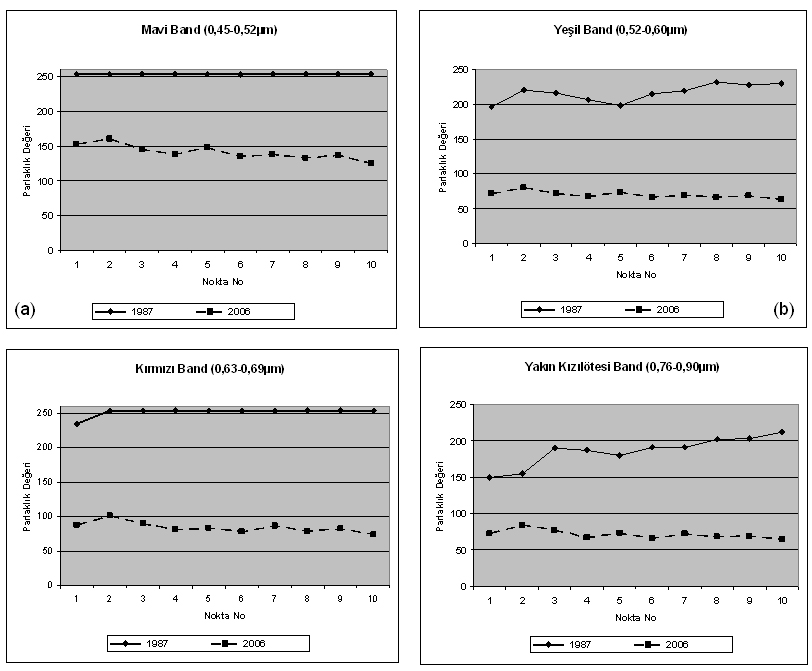 Mavi Band (0,45-0,52µm)
250
200
150
100
50
0
Parlaklık Değeri
1 2 3 4 5 6 7 8 9 10
Nokta No
(a)
1987 2006
Yeşil Band (0,52-0,60µm)
250
200
150
100
50
0
Parlaklık Değeri
1 2 3 4 5 6 7 8 9 10
Nokta No
1987 2006
(b)
Kırmızı Band (0,63-0,69µm)
250
200
150
100
50
0
Parlaklık Değeri
1 2 3 4 5 6 7 8 9 10
Nokta No
1987 2006
Yakın Kızılötesi Band (0,76-0,90µm)
250
200
150
100
50
0
Parlaklık Değeri
1 2 3 4 5 6 7 8 9 10
Nokta No
1987 2006